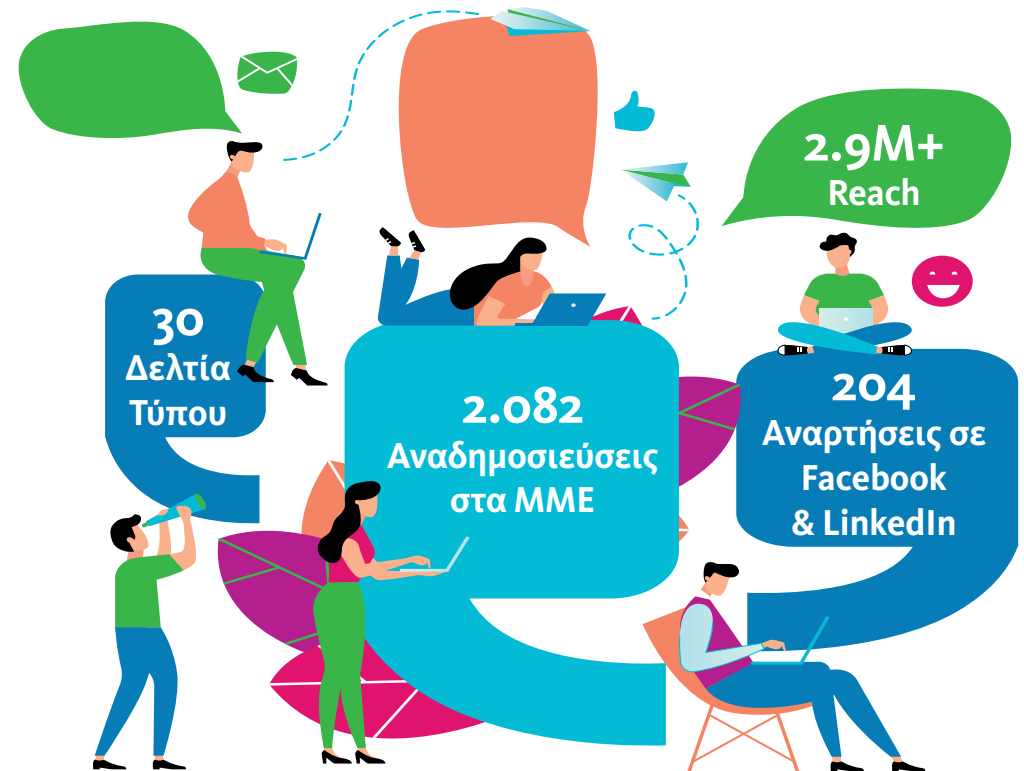 2.9M+
Reach
30
Δελτία
Τύπου
2.082
Αναδημοσιεύσεις
στα ΜΜΕ
204
Αναρτήσεις σε
Facebook
& LinkedIn